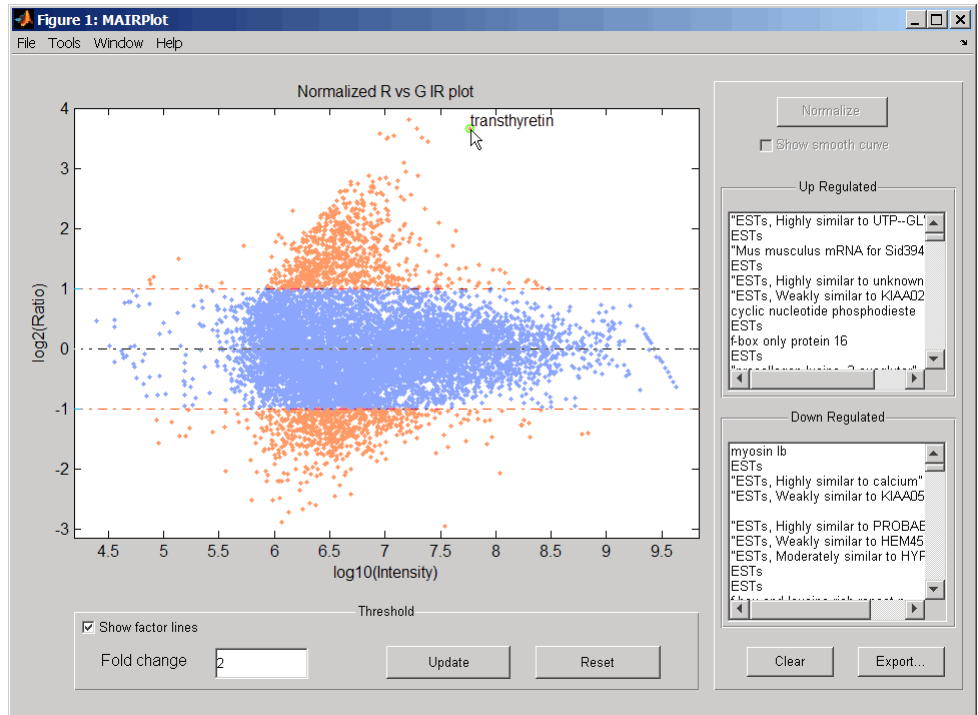 Figure 1: MAIRPlot
File Tools Window Help
Normalized R vs G IR plot
transthyretin
4
3
2
1
0
-1
-2
-3
log2(Ratio)
4.5 5 5.5 6 6.5 7 7.5 8 8.5 9 9.5
log10(Intensity)
Threshold
Show factor lines
Fold change
2
Update
Reset
Normalize
Show smooth curve
Up Regulated
"ESTs, Highly similar to UTP--GL
ESTs
"Mus musculus mRNA for Sid394
ESTs
"ESTs, Highly similar to unknown
"ESTs, Weakly similar to KIAA02
cyclic nucleotide phosphodieste
ESTs
f-box only protein 16
ESTs
Down Regulated
myosin Ib
ESTs
"ESTs, Highly similar to calcium"
"ESTs, Weakly similar to KIAA05
"ESTs, Highly similar to PROBAE
"ESTs, Weakly similar to HEM45
"ESTs, Moderately similar to HYF
ESTs
ESTs
Clear
Export...